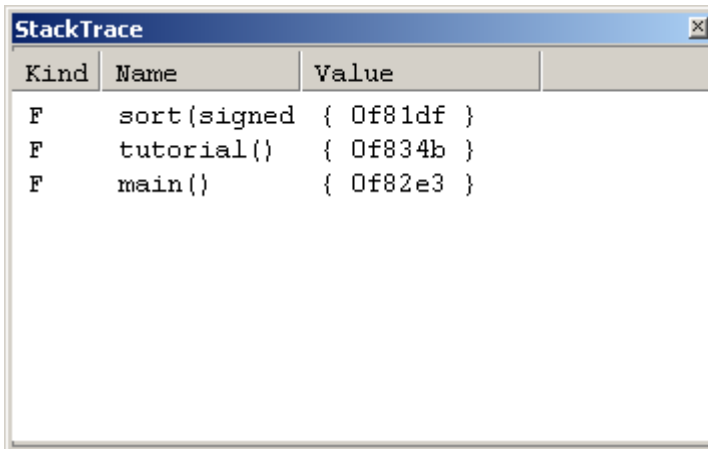 StackTrace
Kind Name Value
F sort(signed { 0f81df }
F tutorial() { 0f834b }
F main() { 0f82e3 }